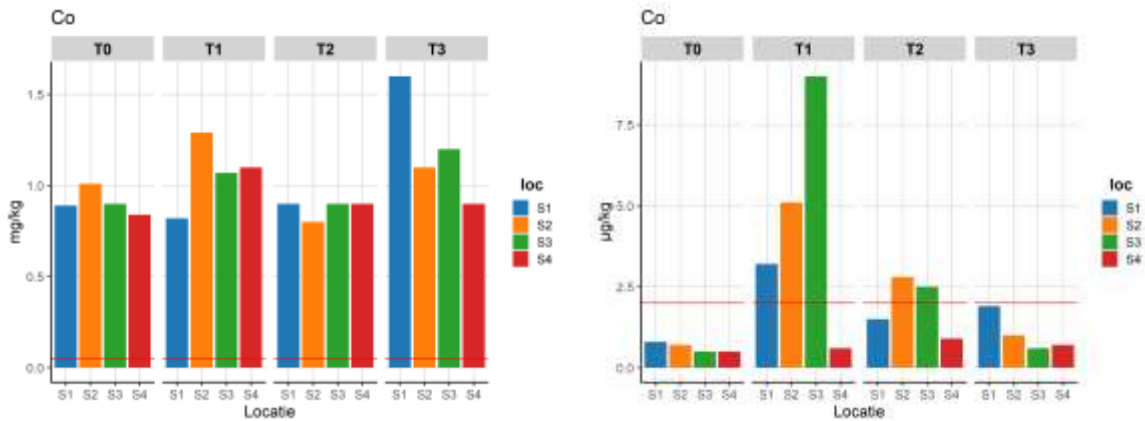 Co
T0 T1 T2 T3
1.5
1.0
0.5
0.0
mg/kg
S1 S2 S3 S4 S1 S2 S3 S4 S1 S2 S3 S4 S1 S2 S3 S4
Locatie
loc
S1
S2
S3
S4
Co
T0 T1 T2 T3
7.5
5.0
2.5
0.0
µg/kg
S1 S2 S3 S4 S1 S2 S3 S4 S1 S2 S3 S4 S1 S2 S3 S4
Locatie
loc
S1
S2
S3
S4